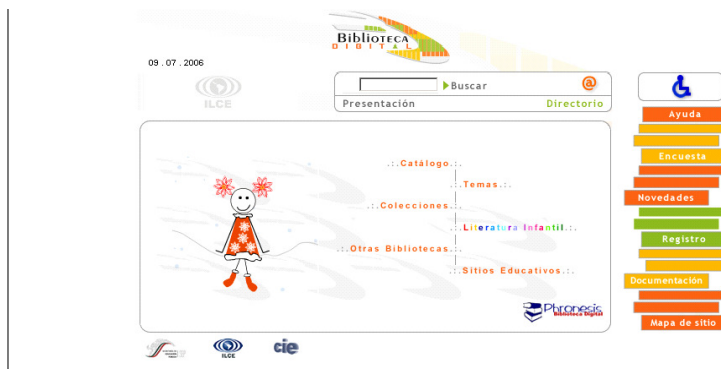 Biblioteca
DIGITAL
09 . 07 . 2006
ILCE
Buscar
@
Presentación
Directorio
Ayuda
Encuesta
Novedades
Registro
Documentación
Mapa de sitio
.:.Catálogo.:.
.:.Temas.:.
.:.Colecciones.:.
.:.Literatura Infantil.:.
.:.Otras Bibliotecas.:.
.:.Sitios Educativos.:.
Phronesis
Biblioteca Digital
ILCE
cie